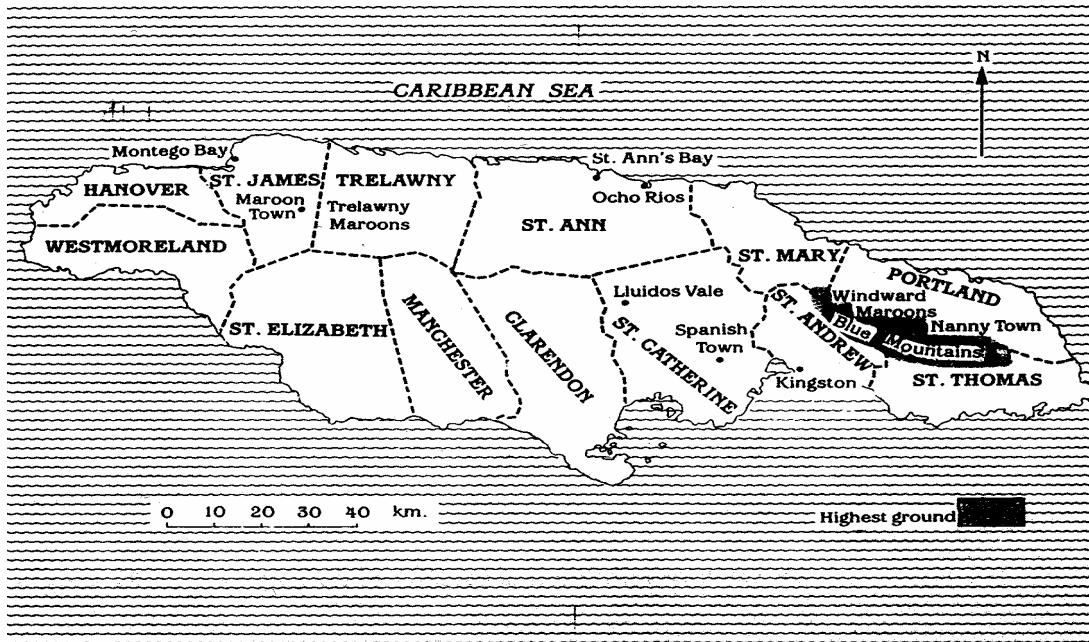 N
CARIBBEAN SEA
Montego Bay
St. Ann's Bay
HANOVER
ST. JAMES
TRELAWNY
Ocho Rios
Maroon
Town
Trelawny
Maroons
ST. ANN
WESTMORELAND
ST. MARY
PORTLAND
Lluidos Vale
Windward
Maroons
Nanny Town
Blue
Mountains
ST. ELIZABETH
MANCHESTER
CLARENDON
ST. CATHERINE
Spanish
Town
ST. ANDREW
Kingston
ST. THOMAS
0 10 20 30 40 km.
Highest ground